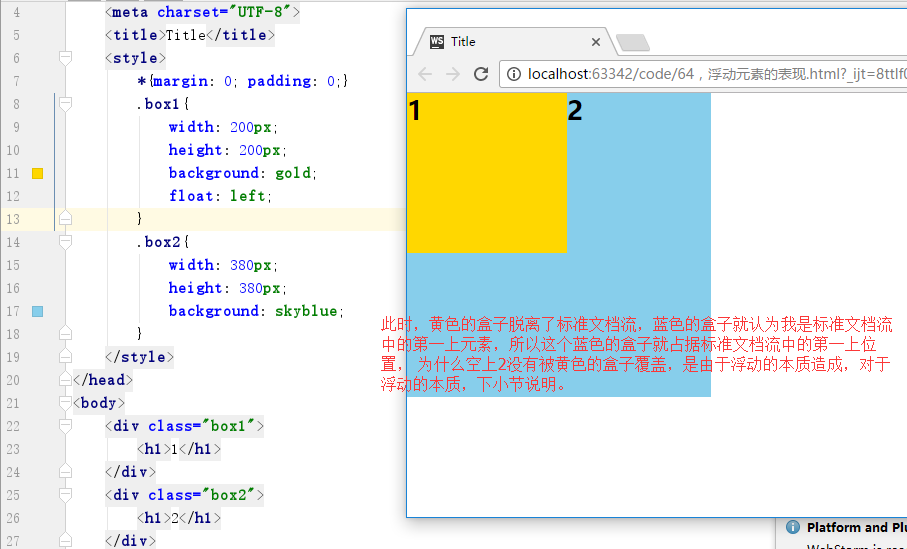 4 <meta charset="UTF-8">
5 <title>Title</title>
6 <style>
7 *{margin: 0; padding: 0;}
8 .box1{
9 width: 200px;
10 height: 200px;
11 background: gold;
12 float: left;
13 }
14 .box2{
15 width: 380px;
16 height: 380px;
17 background: skyblue;
18 }
19 </style>
20 </head>
21 <body>
22 <div class="box1">
23 <h1>1</h1>
24 </div>
25 <div class="box2">
26 <h1>2</h1>
27 </div>
WS Title
localhost:63342/code/64，浮动元素的表现.html?_ijt=8ttlf
1 2
此时，黄色的盒子脱离了标准文档流，蓝色的盒子就认为我是标准文档流
中的第一上元素，所以这个蓝色的盒子就占据标准文档流中的第一上位
置， 为什么空上2没有被黄色的盒子覆盖，是由于浮动的本质造成，对于
浮动的本质，下小节说明。
Platform and Plu